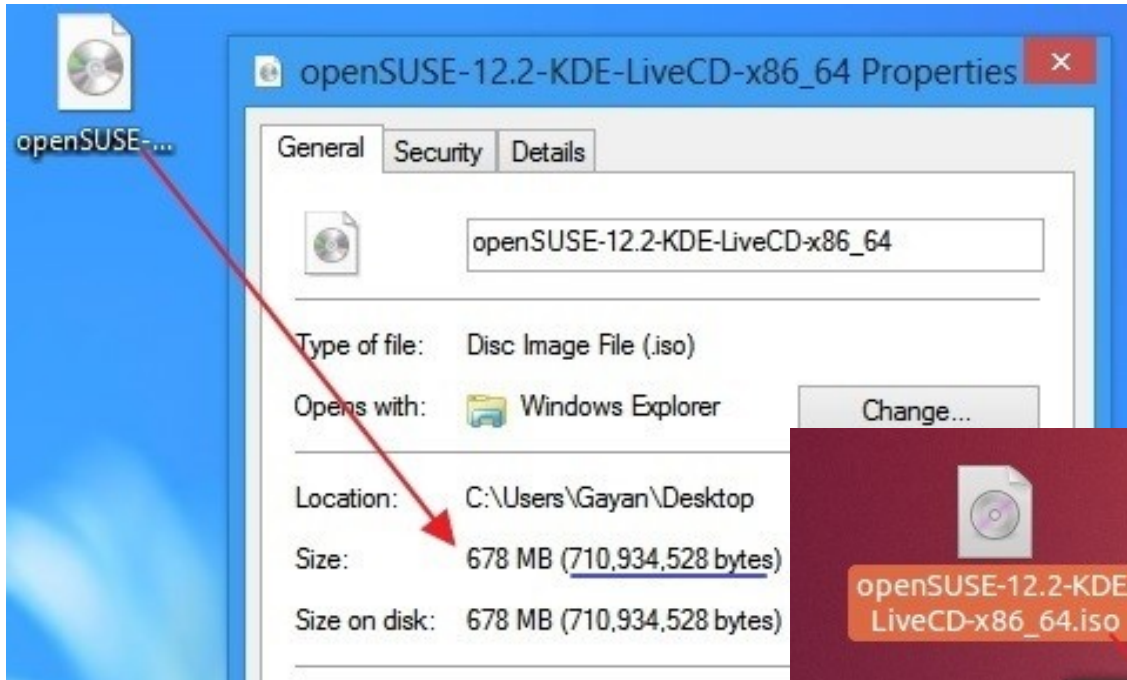 openSUSE-...
openSUSE-12.2-KDE-LiveCD-x86_64 Properties
General Security Details
openSUSE-12.2-KDE-LiveCD-x86_64
Type of file: Disc Image File (.iso)
Opens with: Windows Explorer Change...
Location: C:\Users\Gayan\Desktop
Size: 678 MB (710,934,528 bytes)
Size on disk: 678 MB (710,934,528 bytes)
openSUSE-12.2-KDE
LiveCD-x86_64.iso